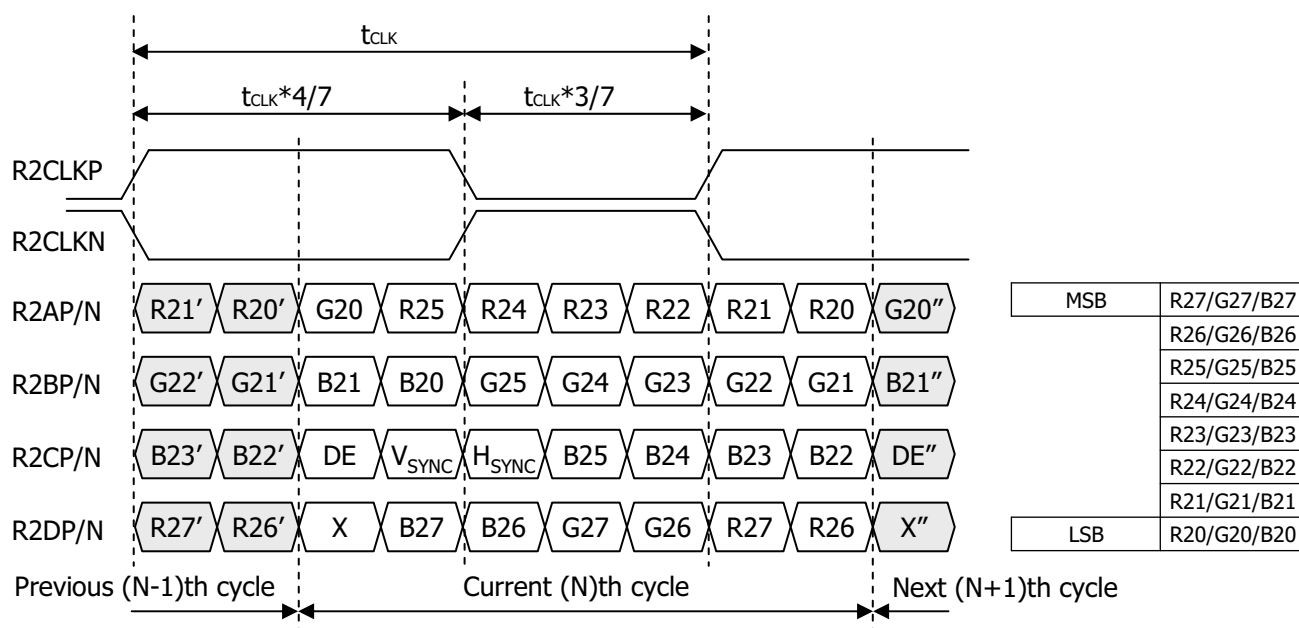 tCLK
tCLK*4/7 tCLK*3/7
R2CLKP
R2CLKN
R2AP/N R21′ R20′ G20 R25 R24 R23 R22 R21 R20 G20″
R2BP/N G22′ G21′ B21 B20 G25 G24 G23 G22 G21 B21″
R2CP/N B23′ B22′ DE VSYNC HSYNC B25 B24 B23 B22 DE″
R2DP/N R27′ R26′ X B27 B26 G27 G26 R27 R26 X″
Previous (N-1)th cycle Current (N)th cycle Next (N+1)th cycle
MSB R27/G27/B27
R26/G26/B26
R25/G25/B25
R24/G24/B24
R23/G23/B23
R22/G22/B22
R21/G21/B21
LSB R20/G20/B20